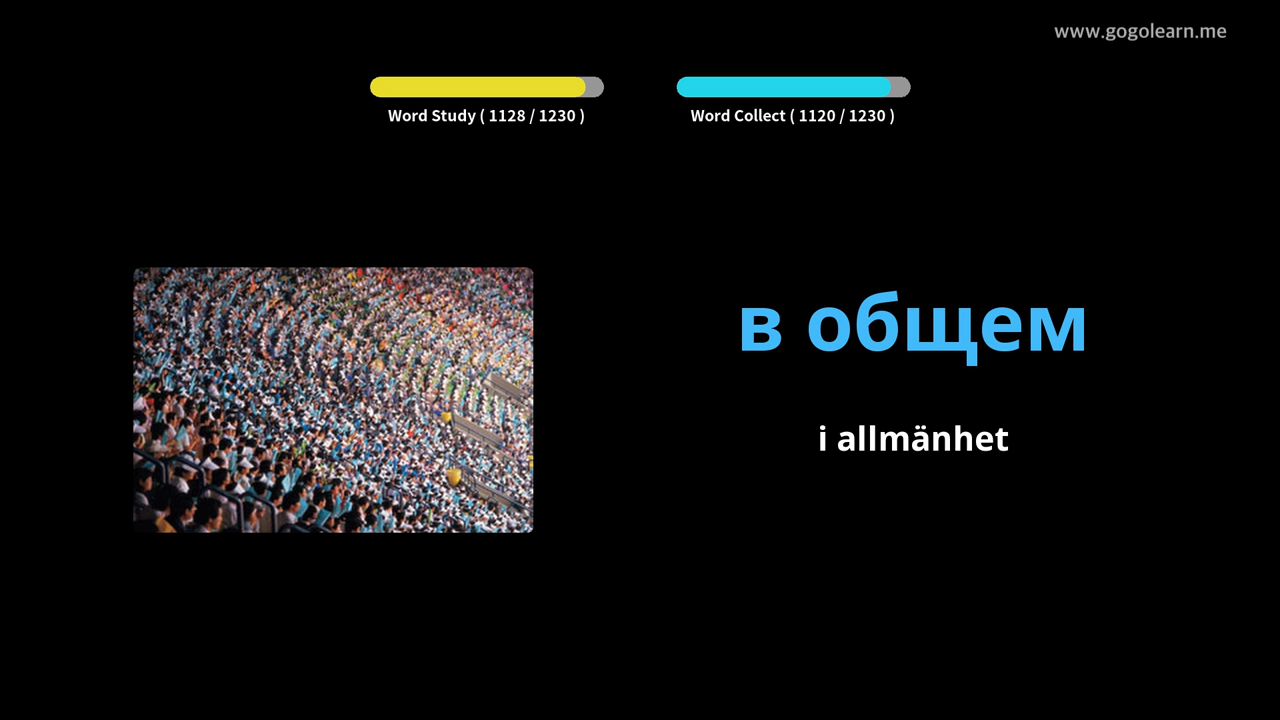 www.gogolearn.me
Word Study ( 1128 / 1230 )
Word Collect ( 1120 / 1230 )
в общем
i allmänhet